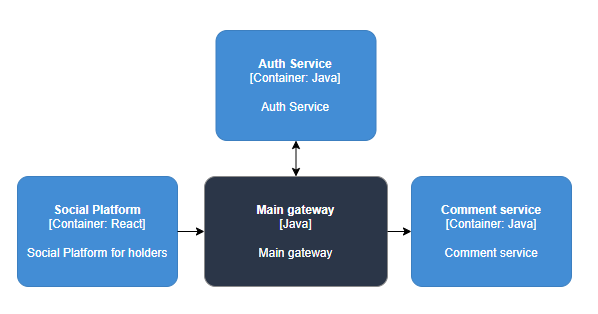 Auth Service
[Container: Java]
Auth Service
Social Platform
[Container: React]
Social Platform for holders
Main gateway
[Java]
Main gateway
Comment service
[Container: Java]
Comment service